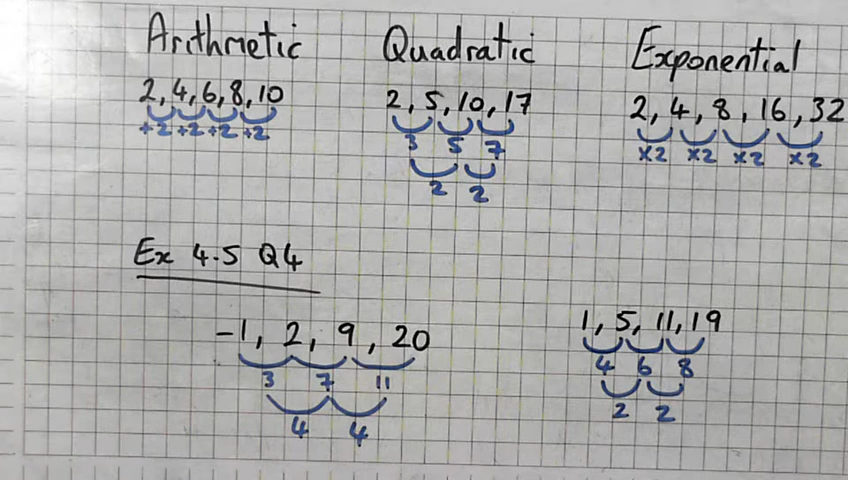 Arithmetic
2, 4, 6, 8, 10
+2 +2 +2 +2
Quadratic
2, 5, 10, 17
3 5 7
2 2
Exponential
2, 4, 8, 16, 32
x2 x2 x2 x2
Ex 4.5 Q4
-1, 2, 9, 20
3 7 11
4 4
1, 5, 11, 19
4 6 8
2 2